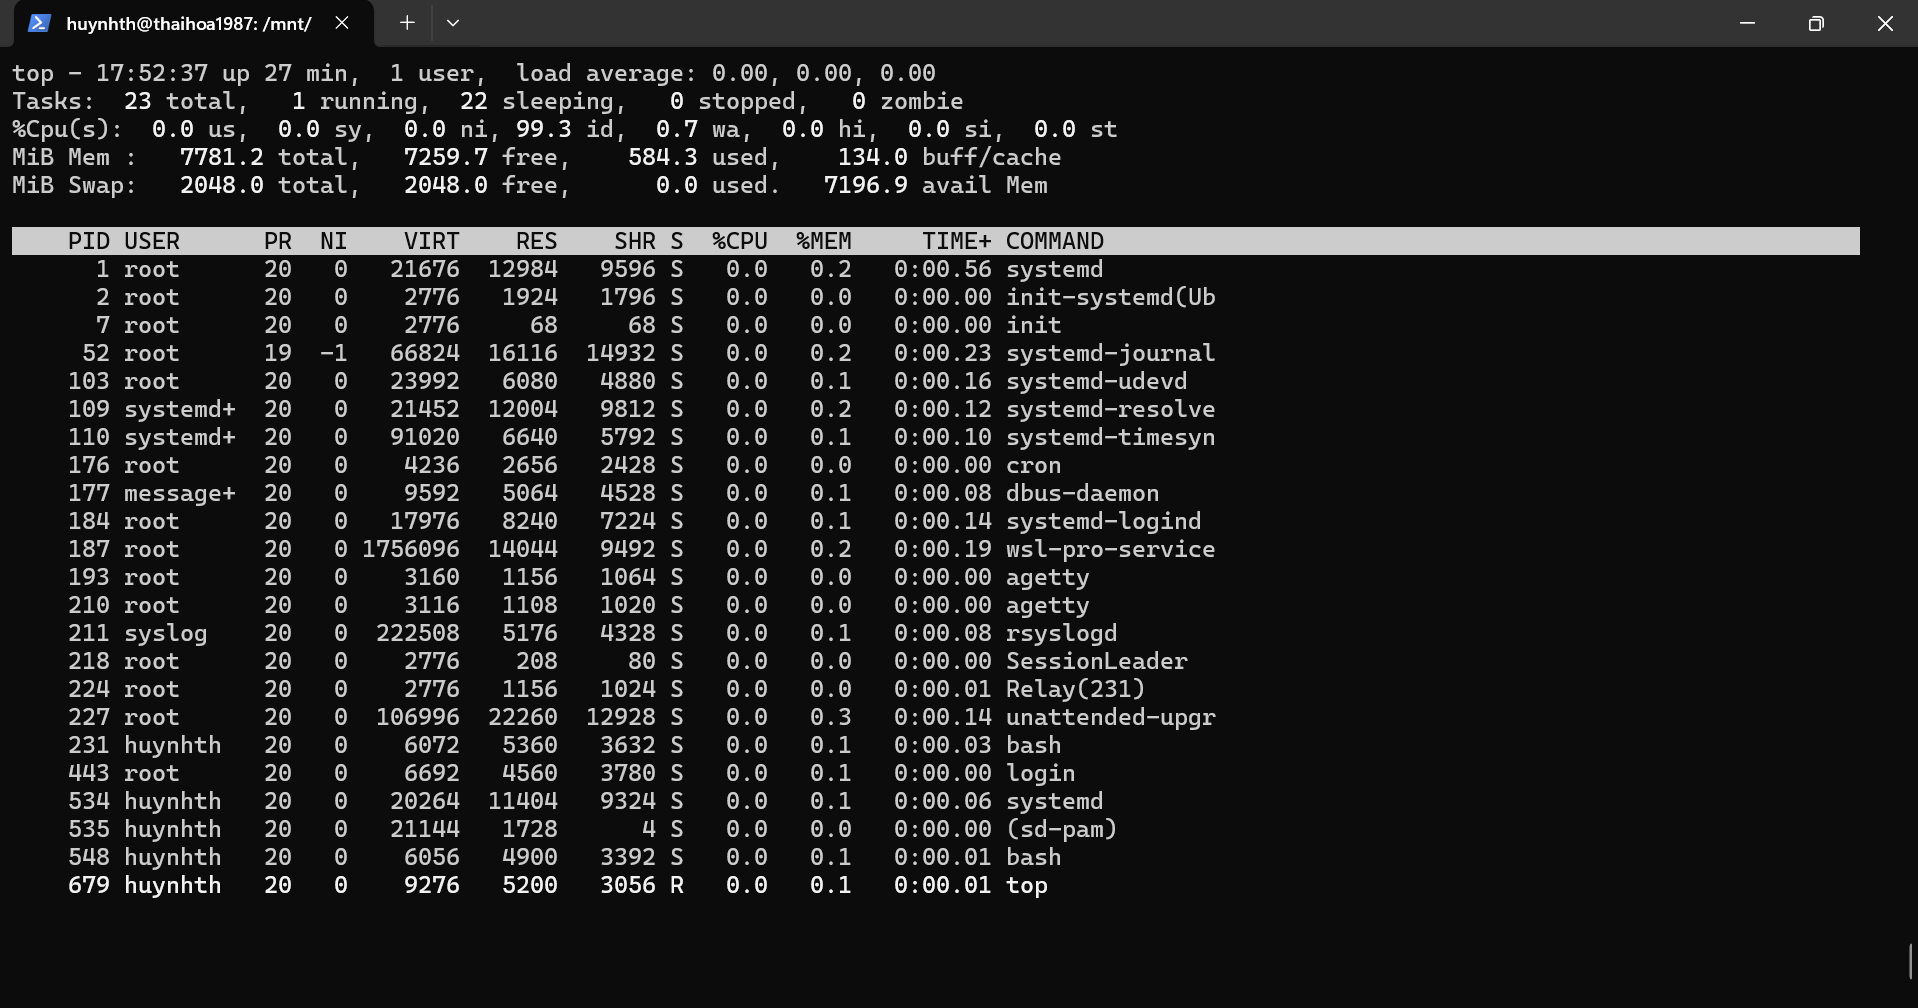 huynhth@thaihoa1987: /mnt/
top - 17:52:37 up 27 min,  1 user,  load average: 0.00, 0.00, 0.00
Tasks:  23 total,   1 running,  22 sleeping,   0 stopped,   0 zombie
%Cpu(s):  0.0 us,  0.0 sy,  0.0 ni, 99.3 id,  0.7 wa,  0.0 hi,  0.0 si,  0.0 st
MiB Mem :   7781.2 total,   7259.7 free,    584.3 used,    134.0 buff/cache
MiB Swap:   2048.0 total,   2048.0 free,      0.0 used.   7196.9 avail Mem
PID USER      PR  NI    VIRT    RES    SHR S  %CPU  %MEM     TIME+ COMMAND
1 root      20   0   21676  12984   9596 S   0.0   0.2   0:00.56 systemd
2 root      20   0    2776   1924   1796 S   0.0   0.0   0:00.00 init-systemd(Ub
7 root      20   0    2776     68     68 S   0.0   0.0   0:00.00 init
52 root      19  -1   66824  16116  14932 S   0.0   0.2   0:00.23 systemd-journal
103 root      20   0   23992   6080   4880 S   0.0   0.1   0:00.16 systemd-udevd
109 systemd+  20   0   21452  12004   9812 S   0.0   0.2   0:00.12 systemd-resolve
110 systemd+  20   0   91020   6640   5792 S   0.0   0.1   0:00.10 systemd-timesyn
176 root      20   0    4236   2656   2428 S   0.0   0.0   0:00.00 cron
177 message+  20   0    9592   5064   4528 S   0.0   0.1   0:00.08 dbus-daemon
184 root      20   0   17976   8240   7224 S   0.0   0.1   0:00.14 systemd-logind
187 root      20   0 1756096  14044   9492 S   0.0   0.2   0:00.19 wsl-pro-service
193 root      20   0    3160   1156   1064 S   0.0   0.0   0:00.00 agetty
210 root      20   0    3116   1108   1020 S   0.0   0.0   0:00.00 agetty
211 syslog    20   0  222508   5176   4328 S   0.0   0.1   0:00.08 rsyslogd
218 root      20   0    2776    208     80 S   0.0   0.0   0:00.00 SessionLeader
224 root      20   0    2776   1156   1024 S   0.0   0.0   0:00.01 Relay(231)
227 root      20   0  106996  22260  12928 S   0.0   0.3   0:00.14 unattended-upgr
231 huynhth   20   0    6072   5360   3632 S   0.0   0.1   0:00.03 bash
443 root      20   0    6692   4560   3780 S   0.0   0.1   0:00.00 login
534 huynhth   20   0   20264  11404   9324 S   0.0   0.1   0:00.06 systemd
535 huynhth   20   0   21144   1728      4 S   0.0   0.0   0:00.00 (sd-pam)
548 huynhth   20   0    6056   4900   3392 S   0.0   0.1   0:00.01 bash
679 huynhth   20   0    9276   5200   3056 R   0.0   0.1   0:00.01 top